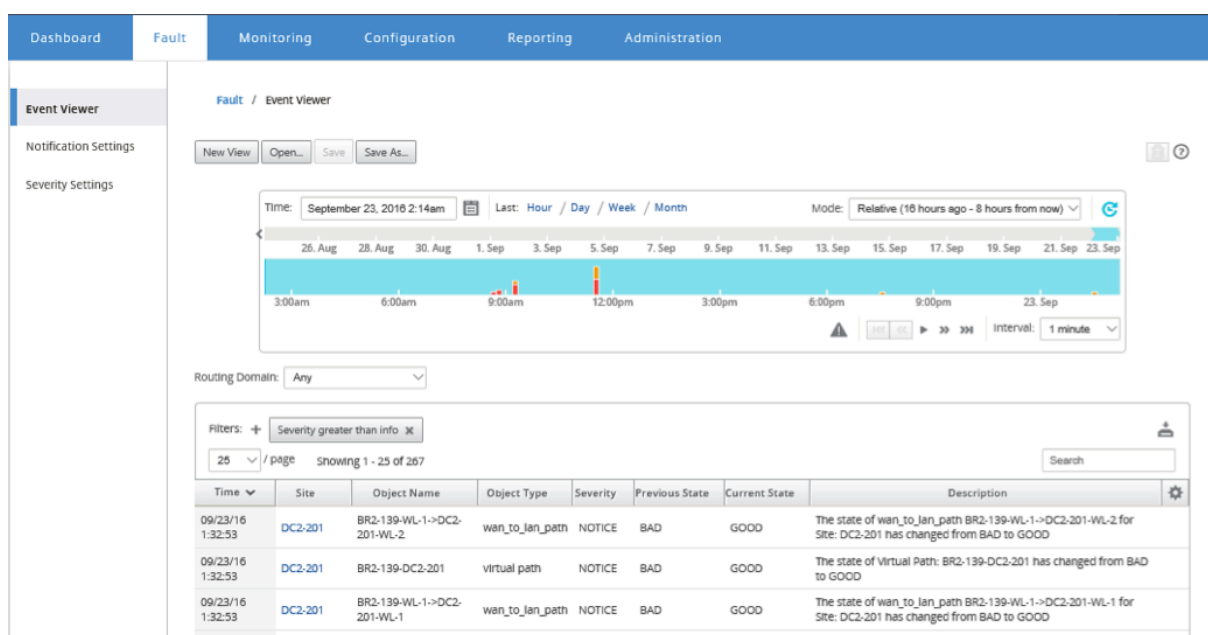 Dashboard Fault Monitoring Configuration Reporting Administration
Event Viewer
Notification Settings
Severity Settings
Fault / Event Viewer
New View Open... Save Save As...
Time: September 23, 2016 2:14am Last: Hour / Day / Week / Month Mode: Relative (16 hours ago - 8 hours from now)
26. Aug 28. Aug 30. Aug 1. Sep 3. Sep 5. Sep 7. Sep 9. Sep 11. Sep 13. Sep 15. Sep 17. Sep 19. Sep 21. Sep 23. Sep
3:00am 6:00am 9:00am 12:00pm 3:00pm 6:00pm 9:00pm 23. Sep
Interval: 1 minute
Routing Domain: Any
Filters: + Severity greater than info ×
25 / page Showing 1 - 25 of 267 Search
Time Site Object Name Object Type Severity Previous State Current State Description
09/23/16
1:32:53
DC2-201
BR2-139-WL-1->DC2-
201-WL-2
wan_to_lan_path NOTICE BAD GOOD
The state of wan_to_lan_path BR2-139-WL-1->DC2-201-WL-2 for
Site: DC2-201 has changed from BAD to GOOD
09/23/16
1:32:53
DC2-201 BR2-139-DC2-201 virtual path NOTICE BAD GOOD
The state of Virtual Path: BR2-139-DC2-201 has changed from BAD
to GOOD
09/23/16
1:32:53
DC2-201
BR2-139-WL-1->DC2-
201-WL-1
wan_to_lan_path NOTICE BAD GOOD
The state of wan_to_lan_path BR2-139-WL-1->DC2-201-WL-1 for
Site: DC2-201 has changed from BAD to GOOD